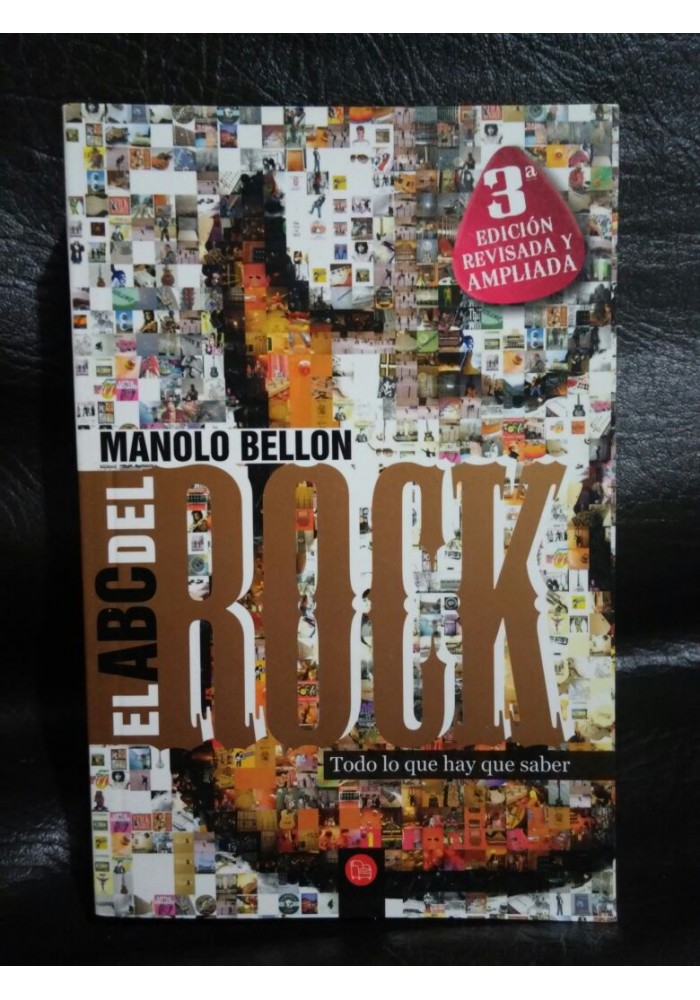 3ª
EDICIÓN
REVISADA Y
AMPLIADA
MANOLO BELLON
EL ABC DEL
ROCK
Todo lo que hay que saber